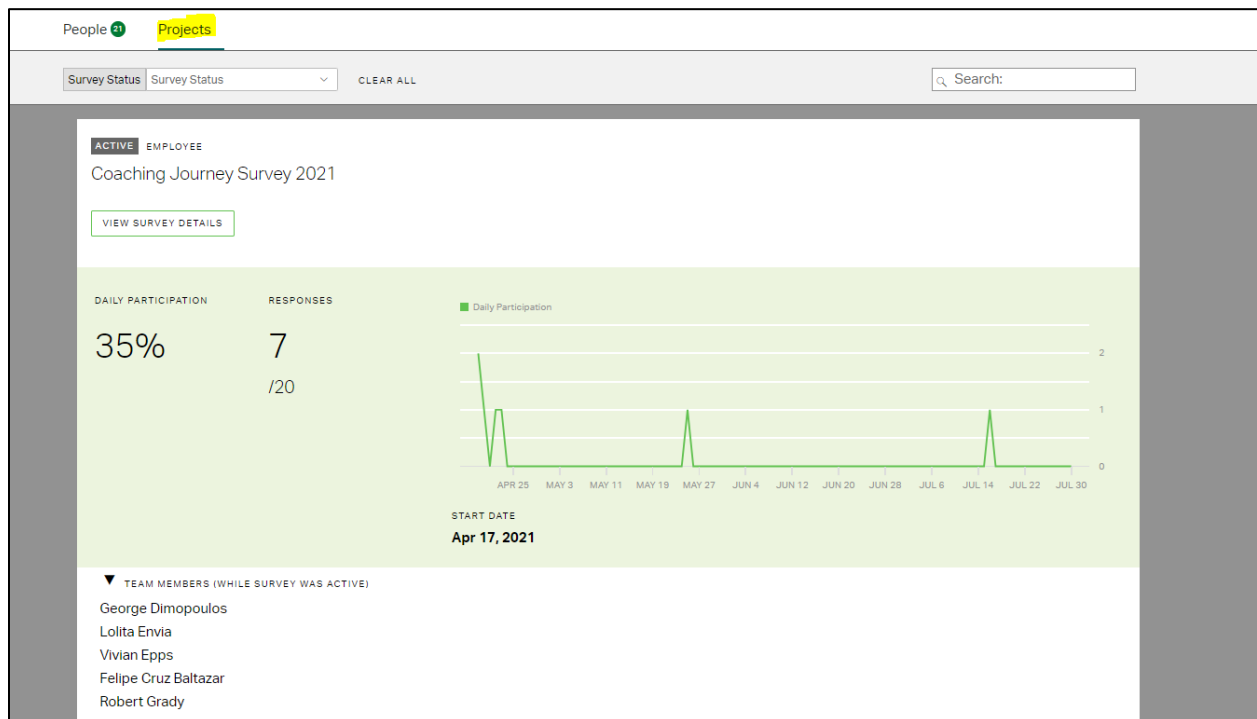 People 21 Projects
Survey Status Survey Status CLEAR ALL Search:
ACTIVE EMPLOYEE
Coaching Journey Survey 2021
VIEW SURVEY DETAILS
DAILY PARTICIPATION RESPONSES
35% 7
/20
Daily Participation
2
1
0
APR 25 MAY 3 MAY 11 MAY 19 MAY 27 JUN 4 JUN 12 JUN 20 JUN 28 JUL 6 JUL 14 JUL 22 JUL 30
START DATE
Apr 17, 2021
TEAM MEMBERS (WHILE SURVEY WAS ACTIVE)
George Dimopoulos
Lolita Envia
Vivian Epps
Felipe Cruz Baltazar
Robert Grady